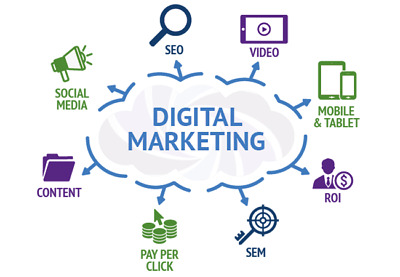 SEO
VIDEO
SOCIAL
MEDIA
MOBILE
& TABLET
DIGITAL
MARKETING
CONTENT
ROI
$
PAY PER
CLICK
SEM